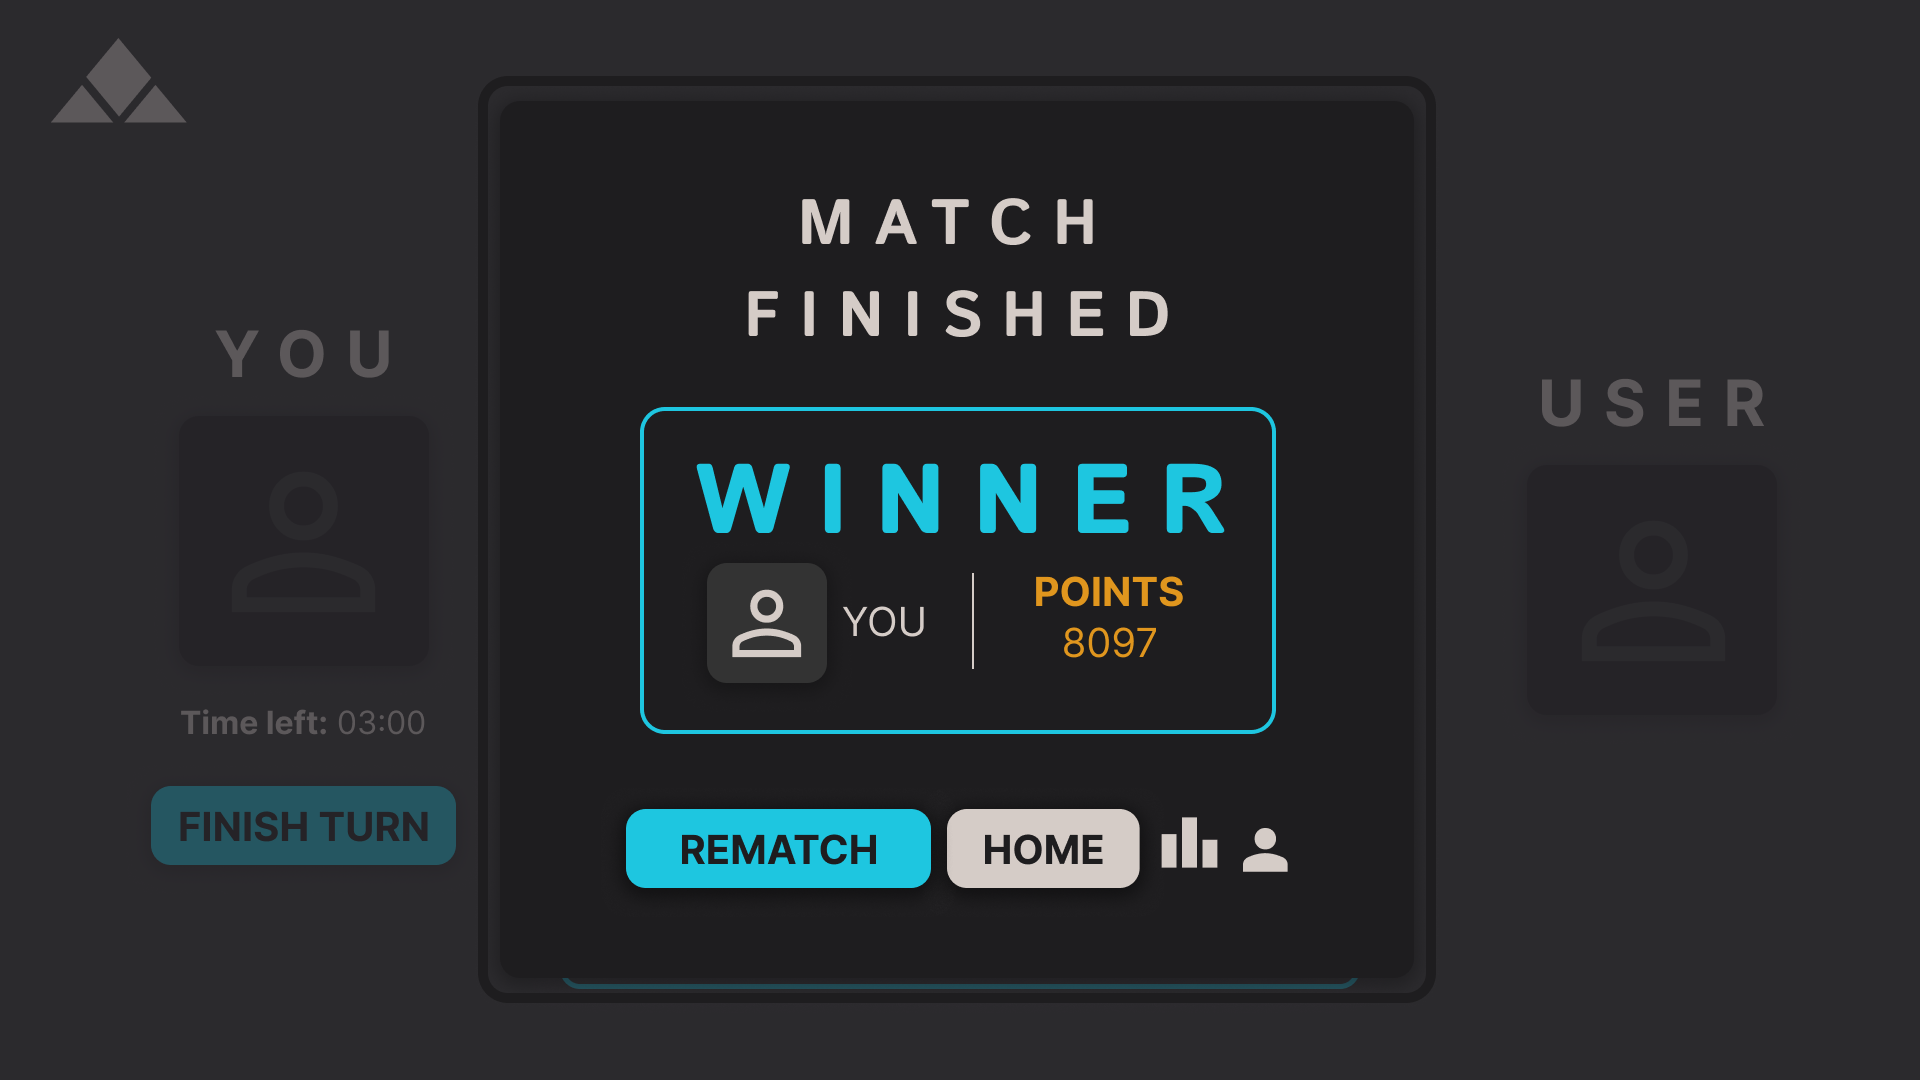 MATCH
FINISHED
WINNER
YOU
POINTS
8097
REMATCH
HOME
YOU
Time left: 03:00
FINISH TURN
USER